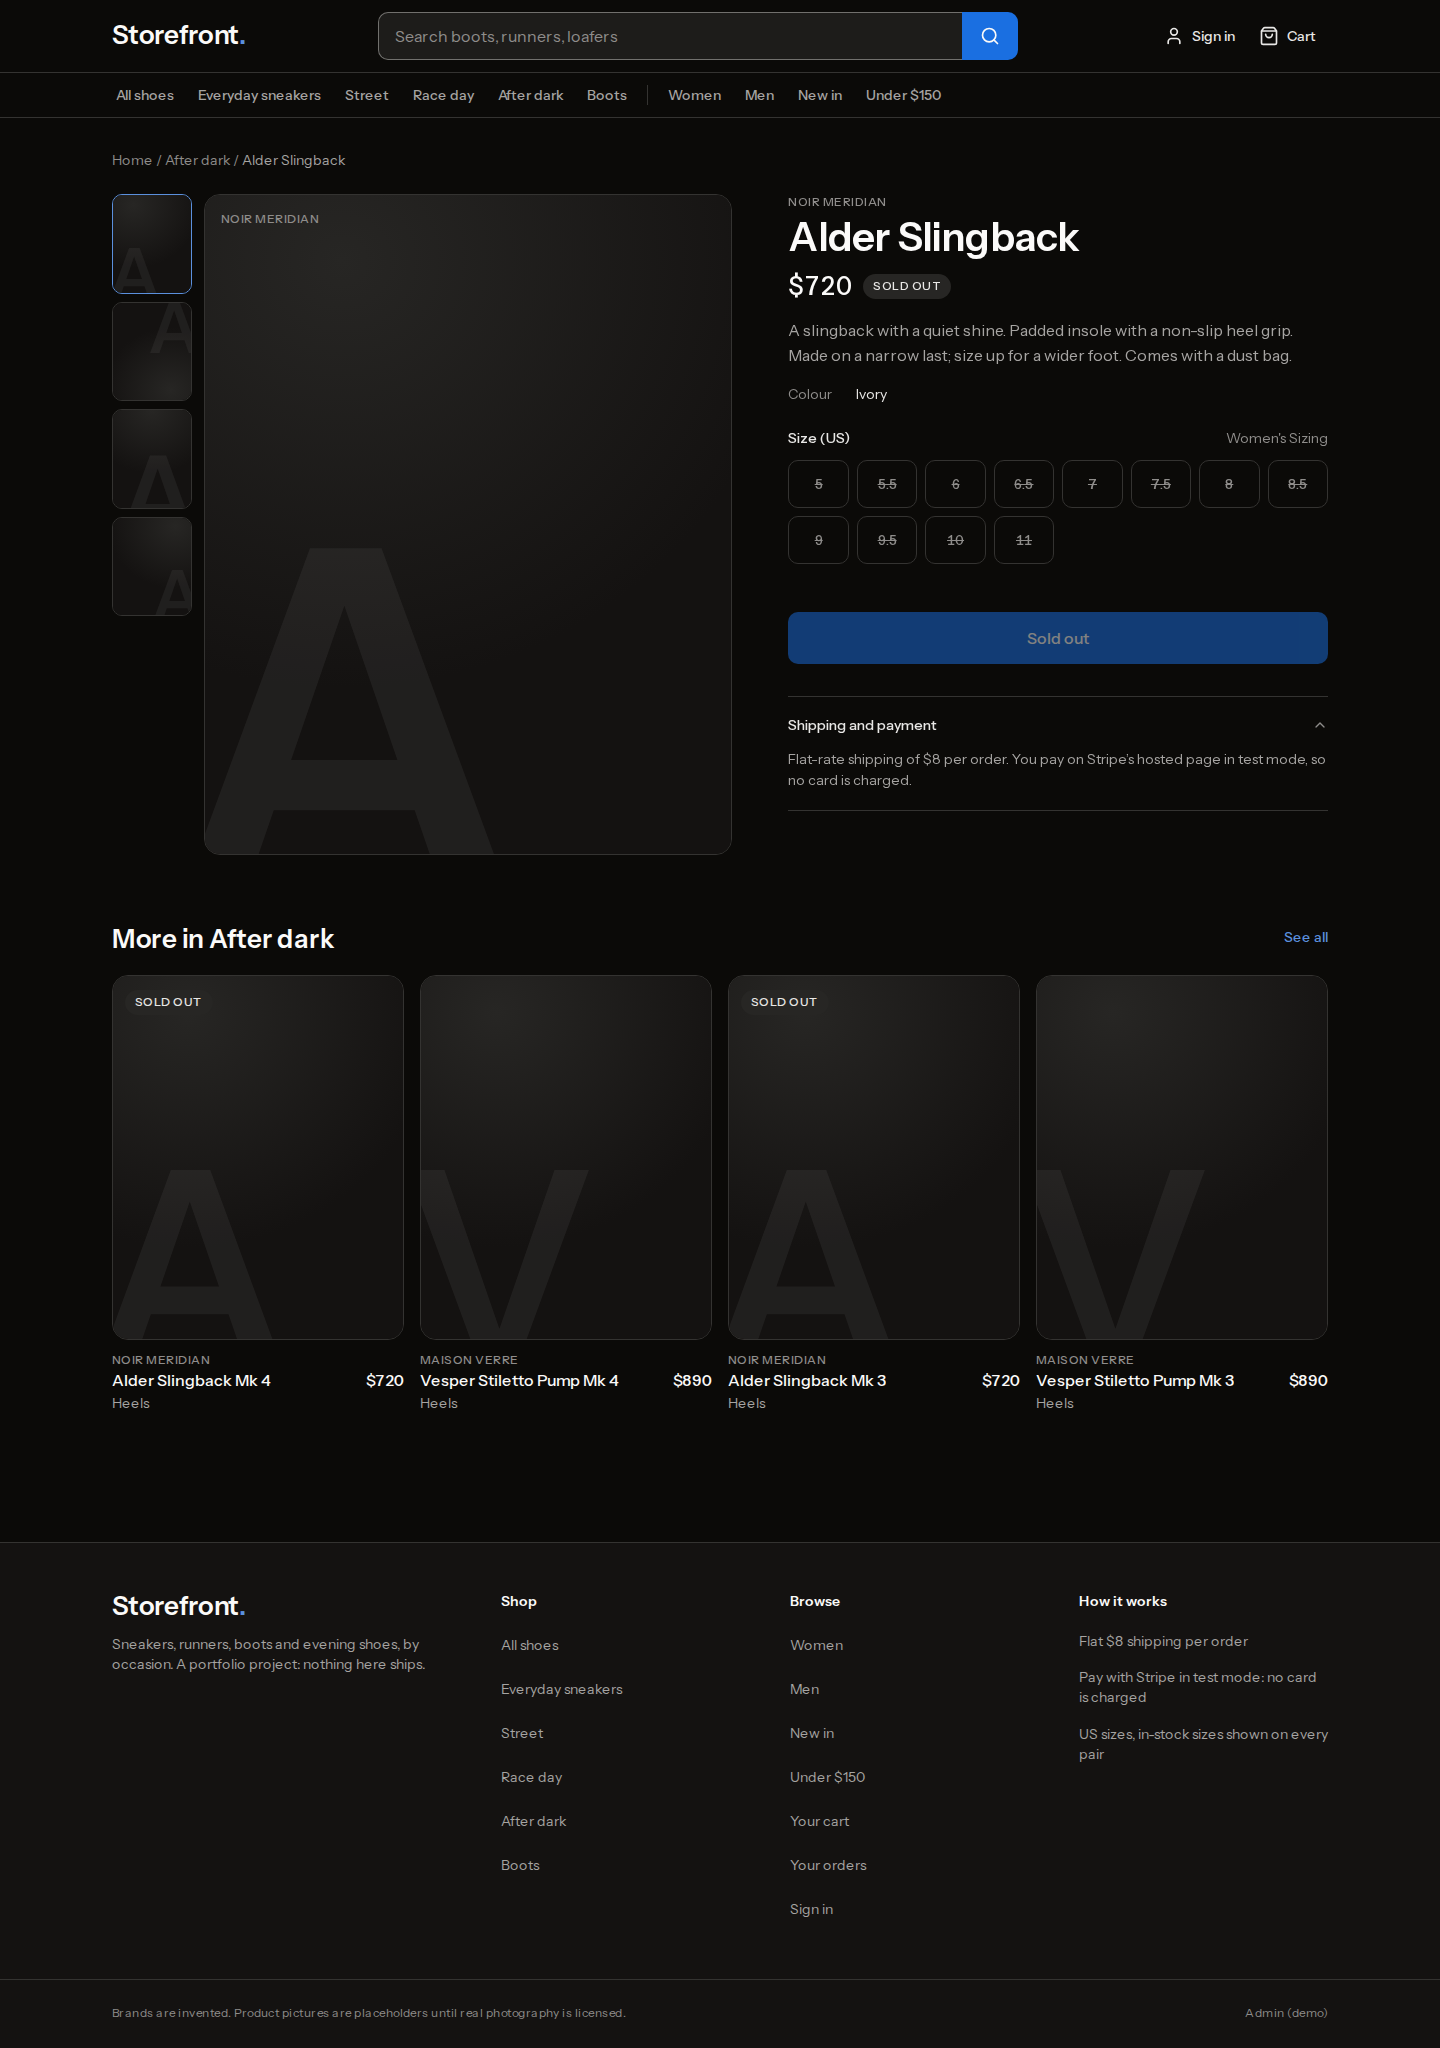 Storefront.
Search boots, runners, loafers
Sign in
Cart
All shoes
Everyday sneakers
Street
Race day
After dark
Boots
Women
Men
New in
Under $150
Home / After dark / Alder Slingback
A
A
A
A
NOIR MERIDIAN
A
NOIR MERIDIAN
Alder Slingback
$720 SOLD OUT
A slingback with a quiet shine. Padded insole with a non-slip heel grip.
Made on a narrow last; size up for a wider foot. Comes with a dust bag.
Colour Ivory
Size (US)
Women's Sizing
5 5.5 6 6.5 7 7.5 8 8.5
9 9.5 10 11
Sold out
Shipping and payment
Flat-rate shipping of $8 per order. You pay on Stripe's hosted page in test mode, so
no card is charged.
More in After dark
See all
SOLD OUT
A
NOIR MERIDIAN
Alder Slingback Mk 4 $720
Heels
V
MAISON VERRE
Vesper Stiletto Pump Mk 4 $890
Heels
SOLD OUT
A
NOIR MERIDIAN
Alder Slingback Mk 3 $720
Heels
V
MAISON VERRE
Vesper Stiletto Pump Mk 3 $890
Heels
Storefront.
Sneakers, runners, boots and evening shoes, by
occasion. A portfolio project: nothing here ships.
Shop
All shoes
Everyday sneakers
Street
Race day
After dark
Boots
Browse
Women
Men
New in
Under $150
Your cart
Your orders
Sign in
How it works
Flat $8 shipping per order
Pay with Stripe in test mode: no card
is charged
US sizes, in-stock sizes shown on every
pair
Brands are invented. Product pictures are placeholders until real photography is licensed.
Admin (demo)